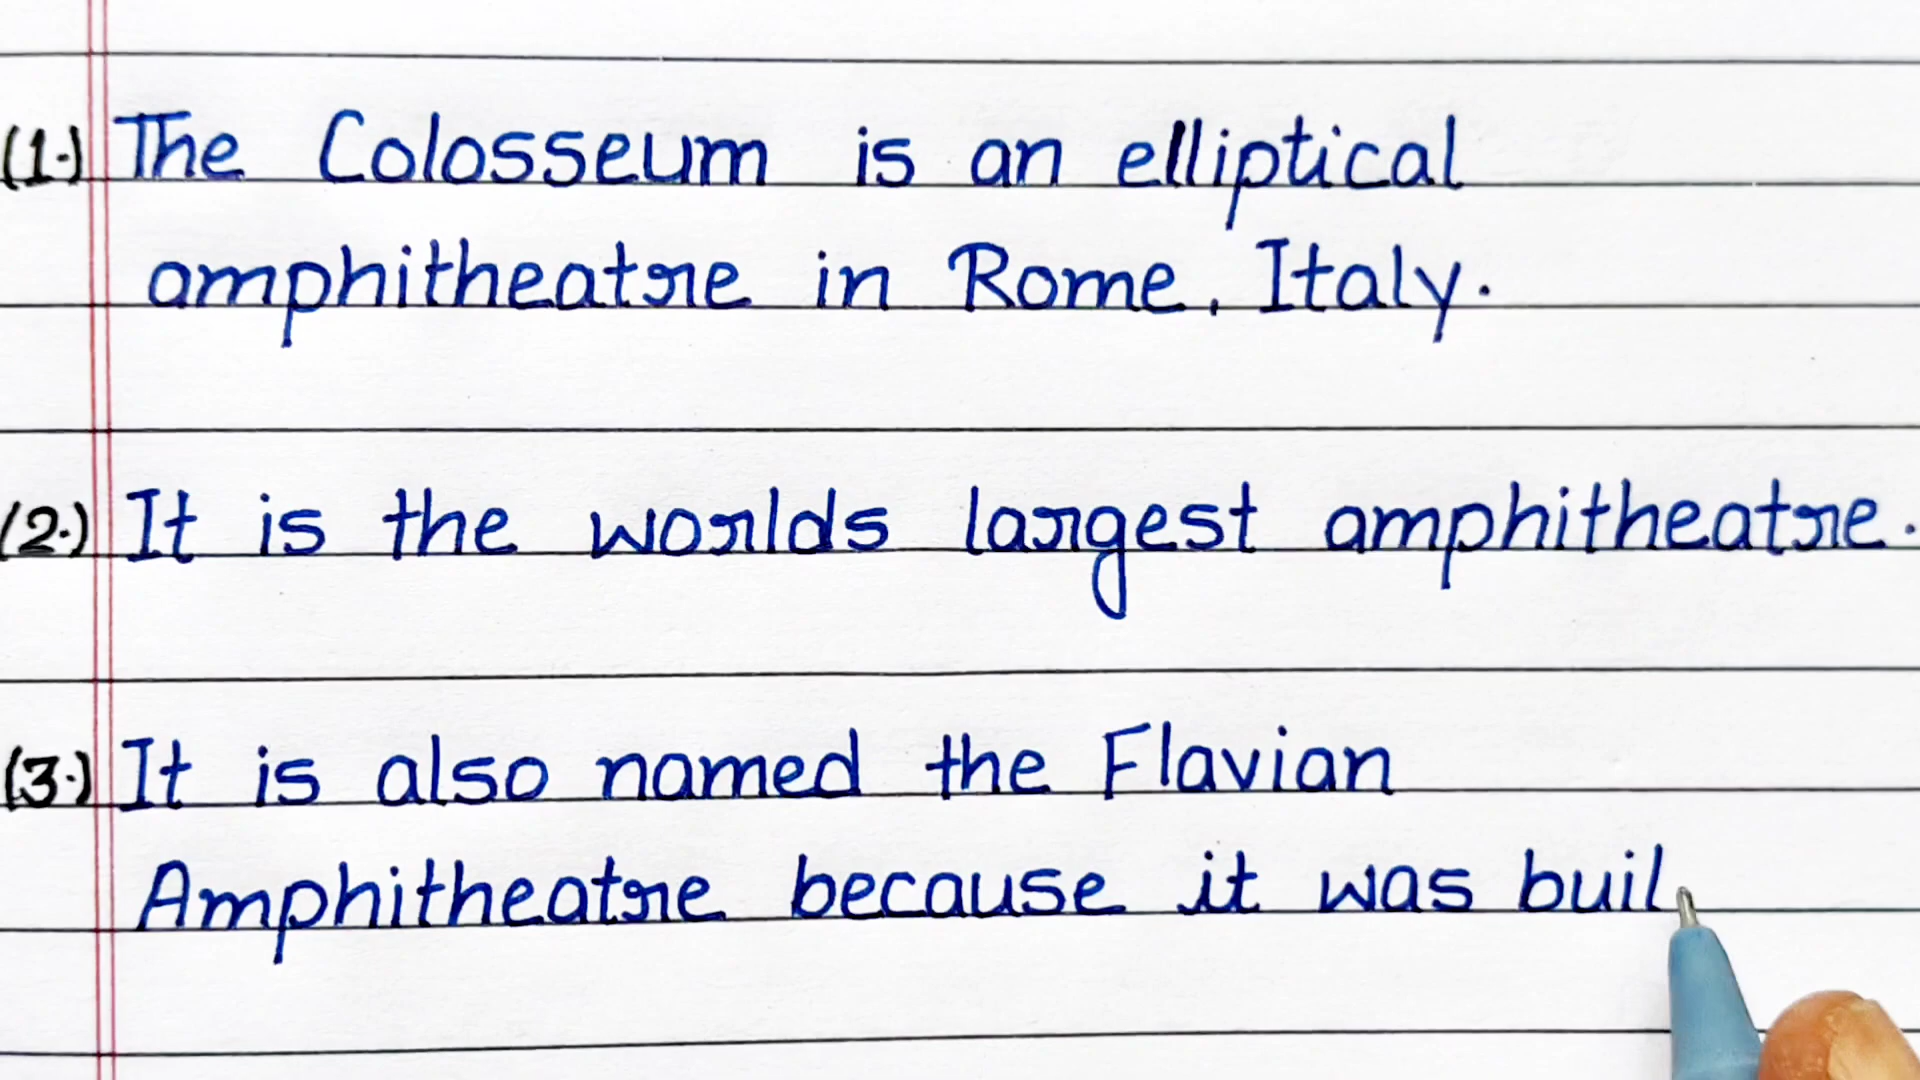 (1.) The Colosseum is an elliptical
amphitheatre in Rome, Italy.
(2.) It is the worlds largest amphitheatre.
(3.) It is also named the Flavian
Amphitheatre because it was buil